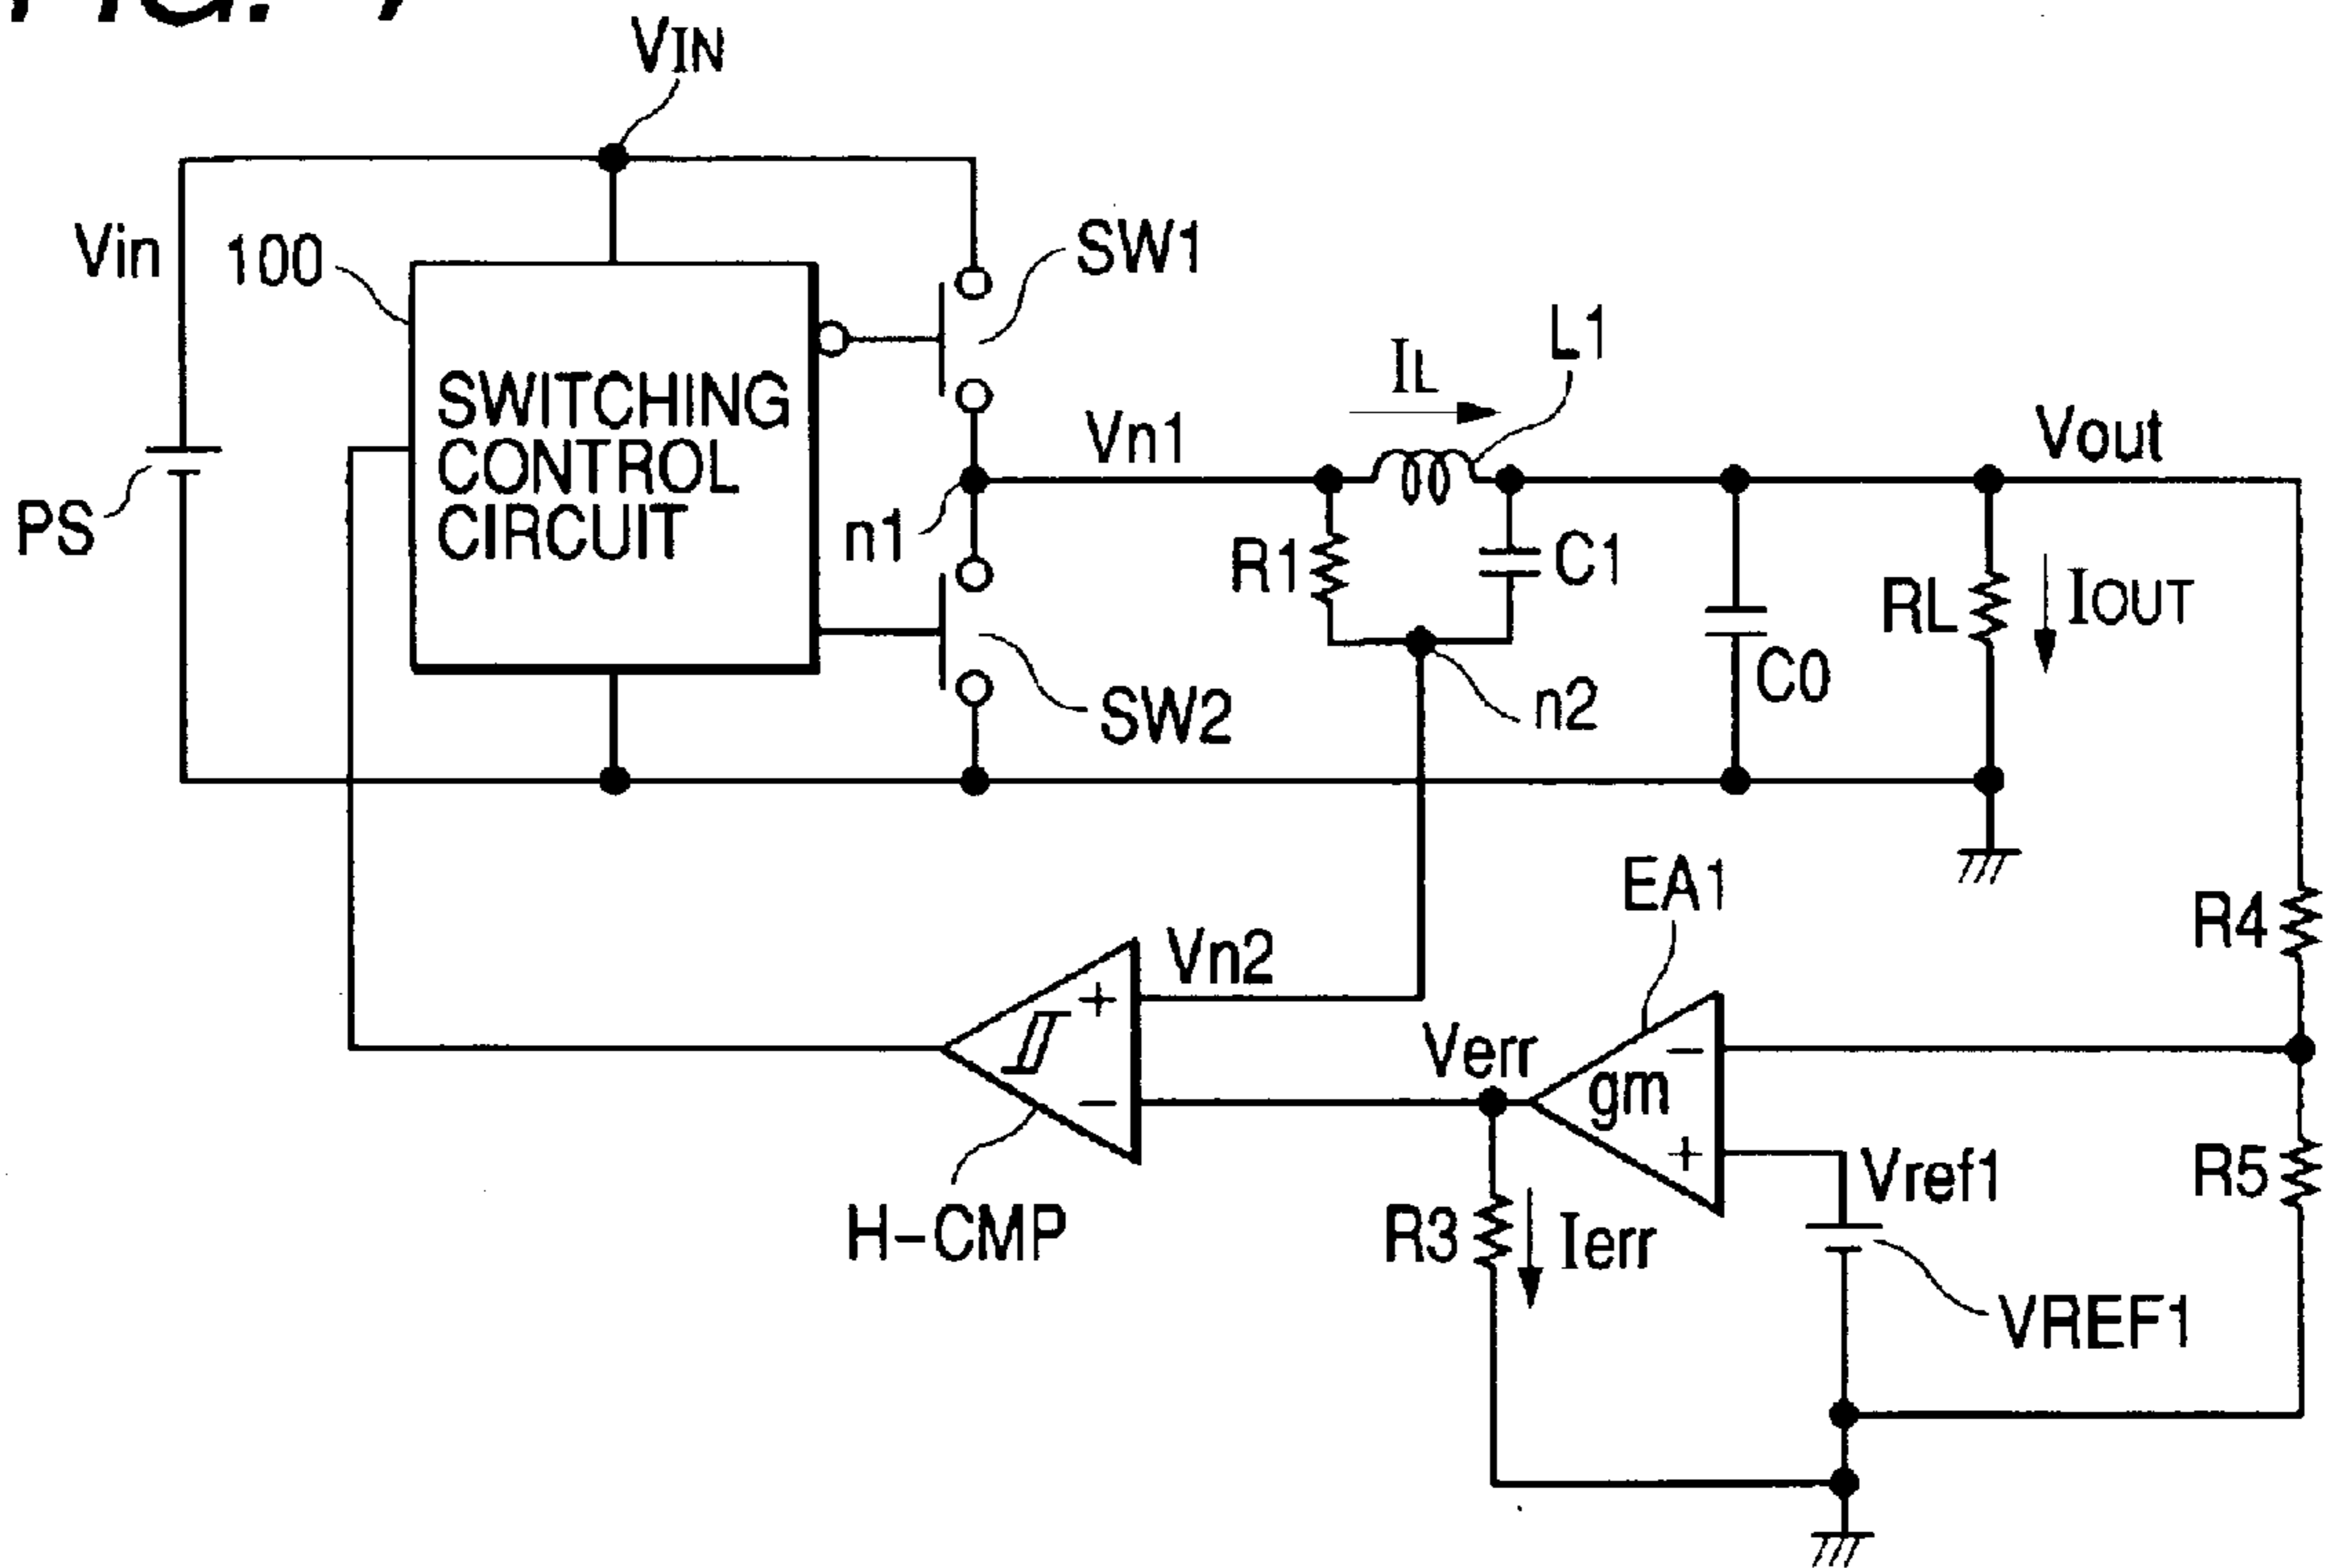 VIN
Vin
100
SW1
L1
IL
SWITCHING
CONTROL
CIRCUIT
Vn1
Vout
PS
n1
R1
C1
RL
IOUT
C0
SW2
n2
EA1
R4
Vn2
+
Verr
−
gm
−
+
Vref1
R5
H-CMP
R3
Ierr
VREF1